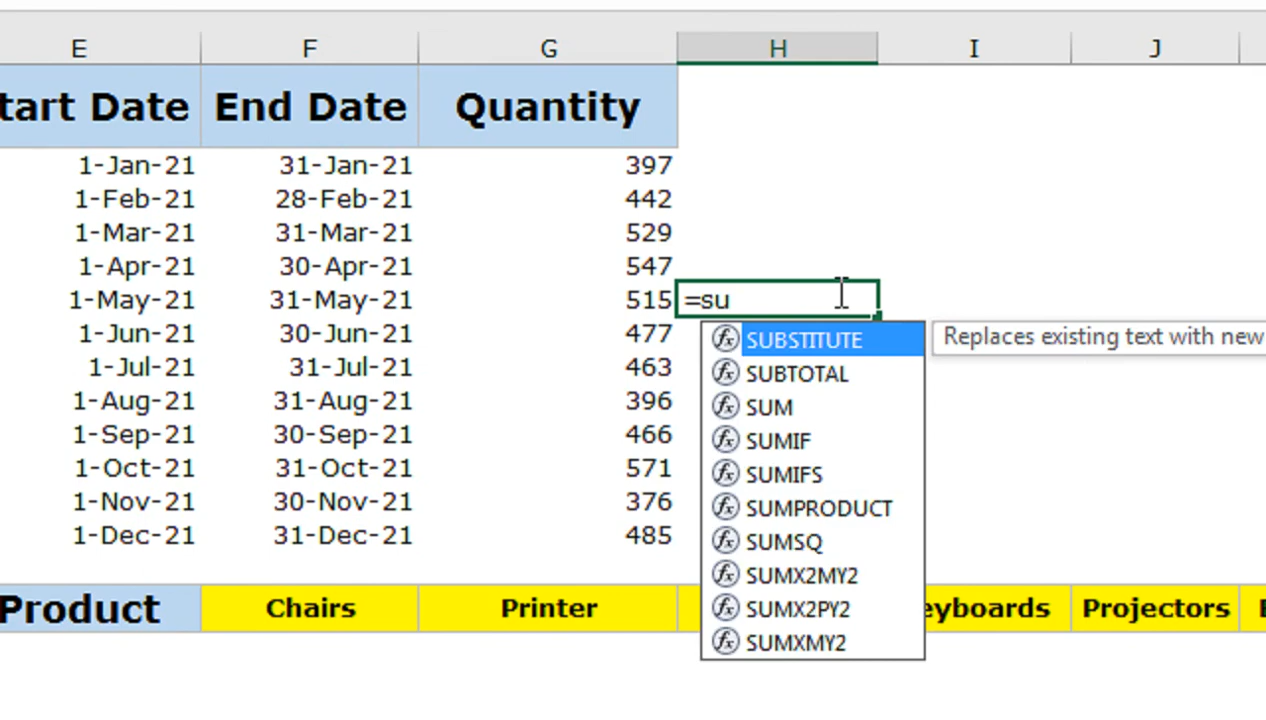 E F G H I J
tart Date End Date Quantity
1-Jan-21 31-Jan-21 397
1-Feb-21 28-Feb-21 442
1-Mar-21 31-Mar-21 529
1-Apr-21 30-Apr-21 547
1-May-21 31-May-21 515 =su
1-Jun-21 30-Jun-21 477 SUBSTITUTE Replaces existing text with new
1-Jul-21 31-Jul-21 463 SUBTOTAL
1-Aug-21 31-Aug-21 396 SUM
1-Sep-21 30-Sep-21 466 SUMIF
1-Oct-21 31-Oct-21 571 SUMIFS
1-Nov-21 30-Nov-21 376 SUMPRODUCT
1-Dec-21 31-Dec-21 485 SUMSQ
SUMX2MY2
Product Chairs Printer SUMX2PY2 eyboards Projectors
SUMXMY2